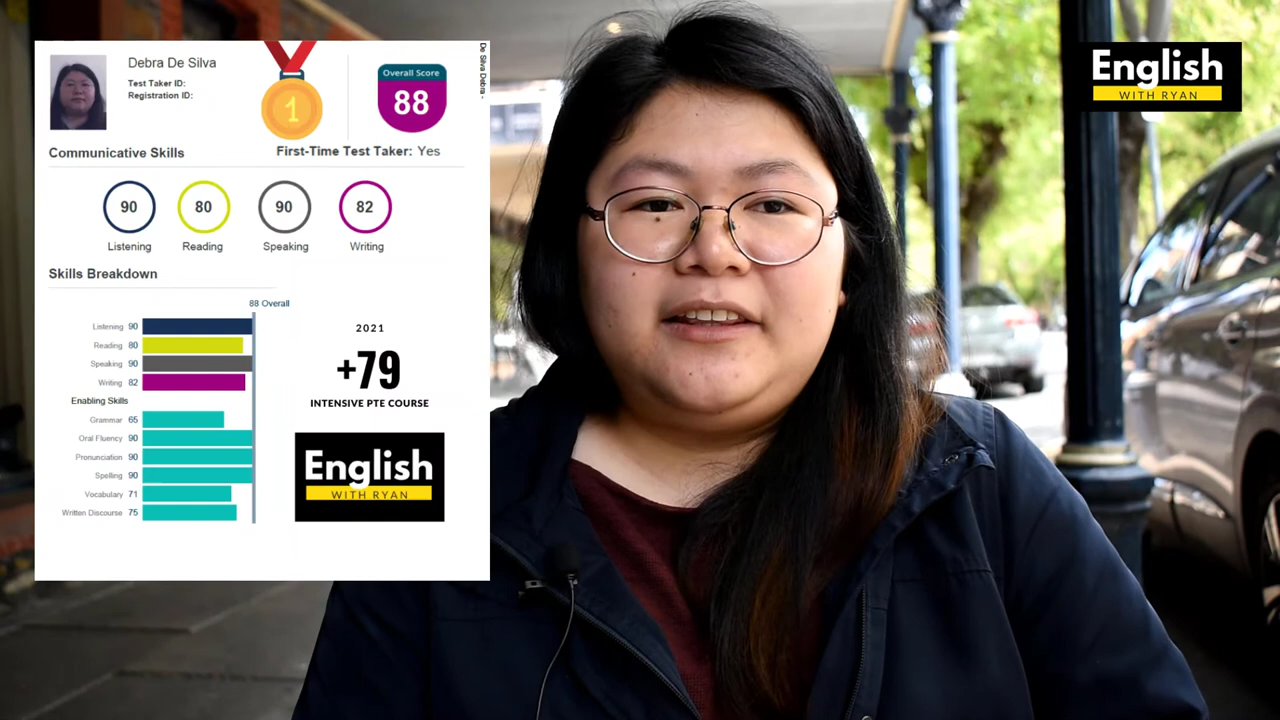 Debra De Silva
Test Taker ID:
Registration ID:
1
Overall Score
88
De Silva Debra -
Communicative Skills
First-Time Test Taker: Yes
90
80
90
82
Listening
Reading
Speaking
Writing
Skills Breakdown
88 Overall
Listening 90
Reading 80
Speaking 90
Writing 82
Enabling Skills
Grammar 65
Oral Fluency 90
Pronunciation 90
Spelling 90
Vocabulary 71
Written Discourse 75
2021
+79
INTENSIVE PTE COURSE
English
WITH RYAN
English
WITH RYAN